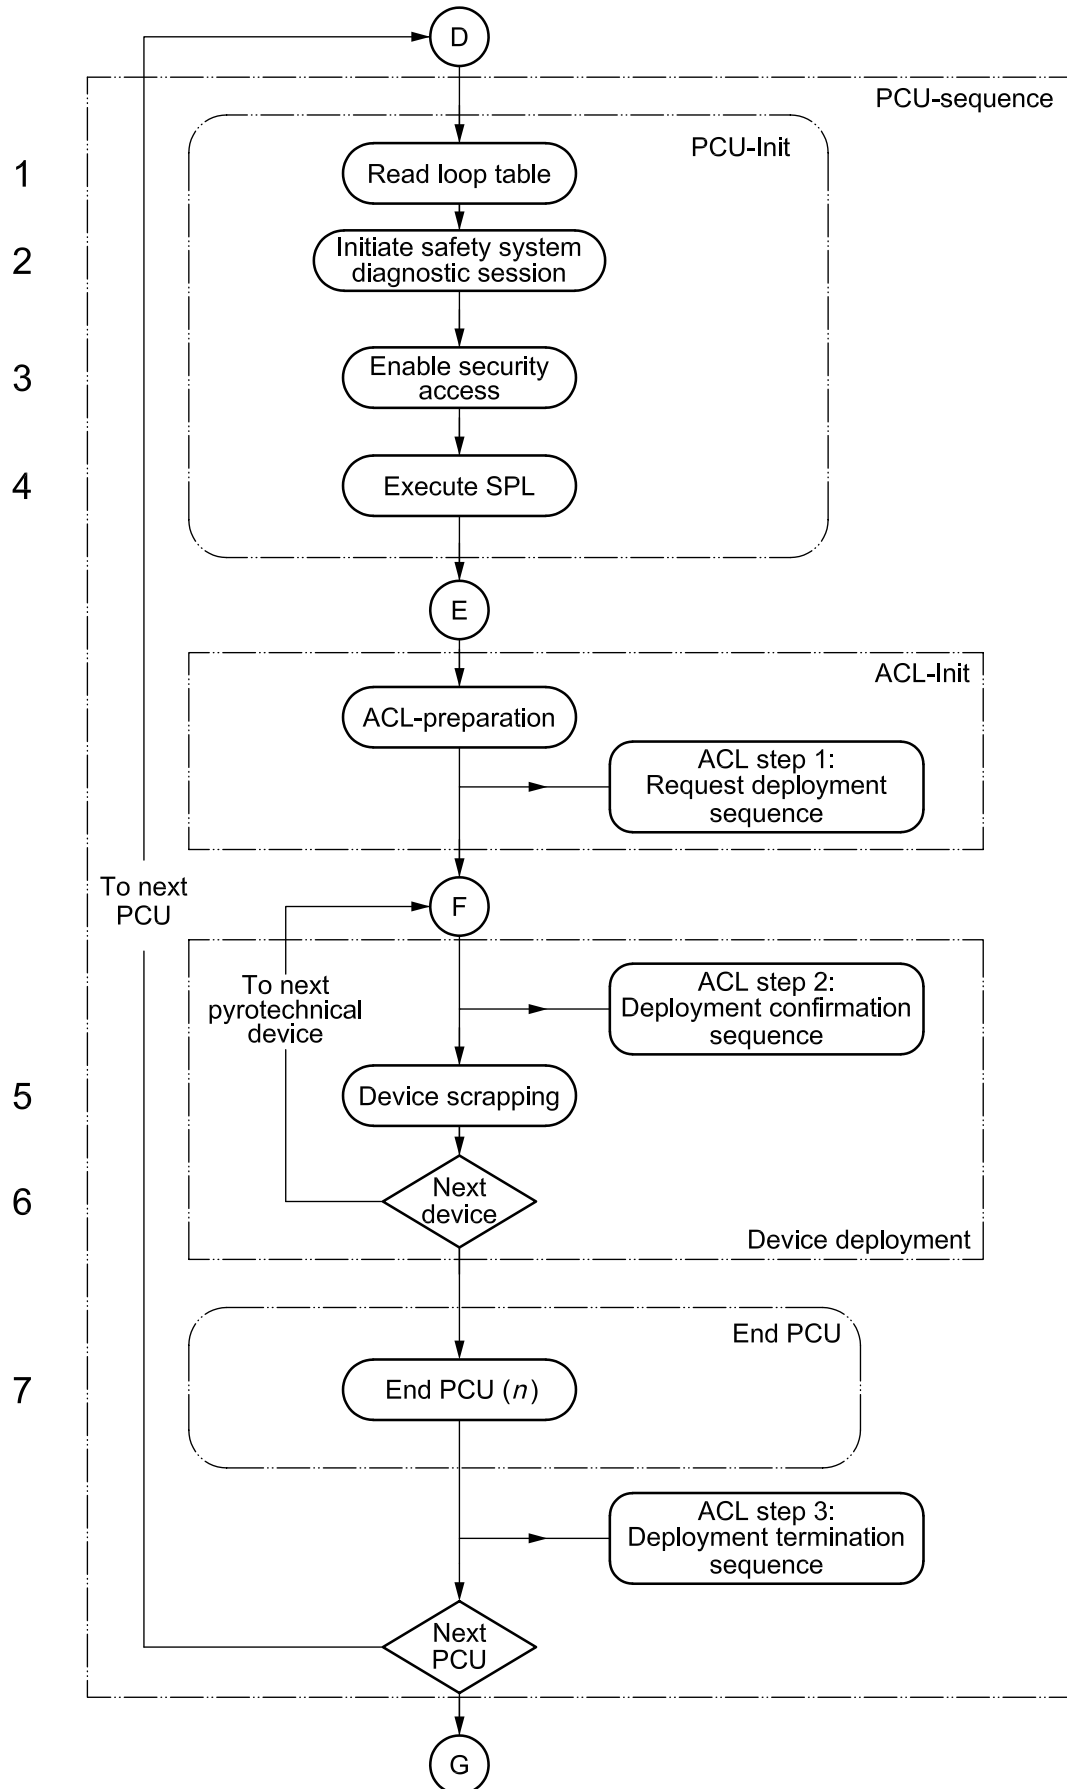 D
PCU-sequence
PCU-Init
1
Read loop table
2
Initiate safety system
diagnostic session
3
Enable security
access
4
Execute SPL
E
ACL-Init
ACL-preparation
ACL step 1:
Request deployment
sequence
To next
PCU
F
To next
pyrotechnical
device
ACL step 2:
Deployment confirmation
sequence
5
Device scrapping
6
Next
device
Device deployment
End PCU
7
End PCU (n)
ACL step 3:
Deployment termination
sequence
Next
PCU
G